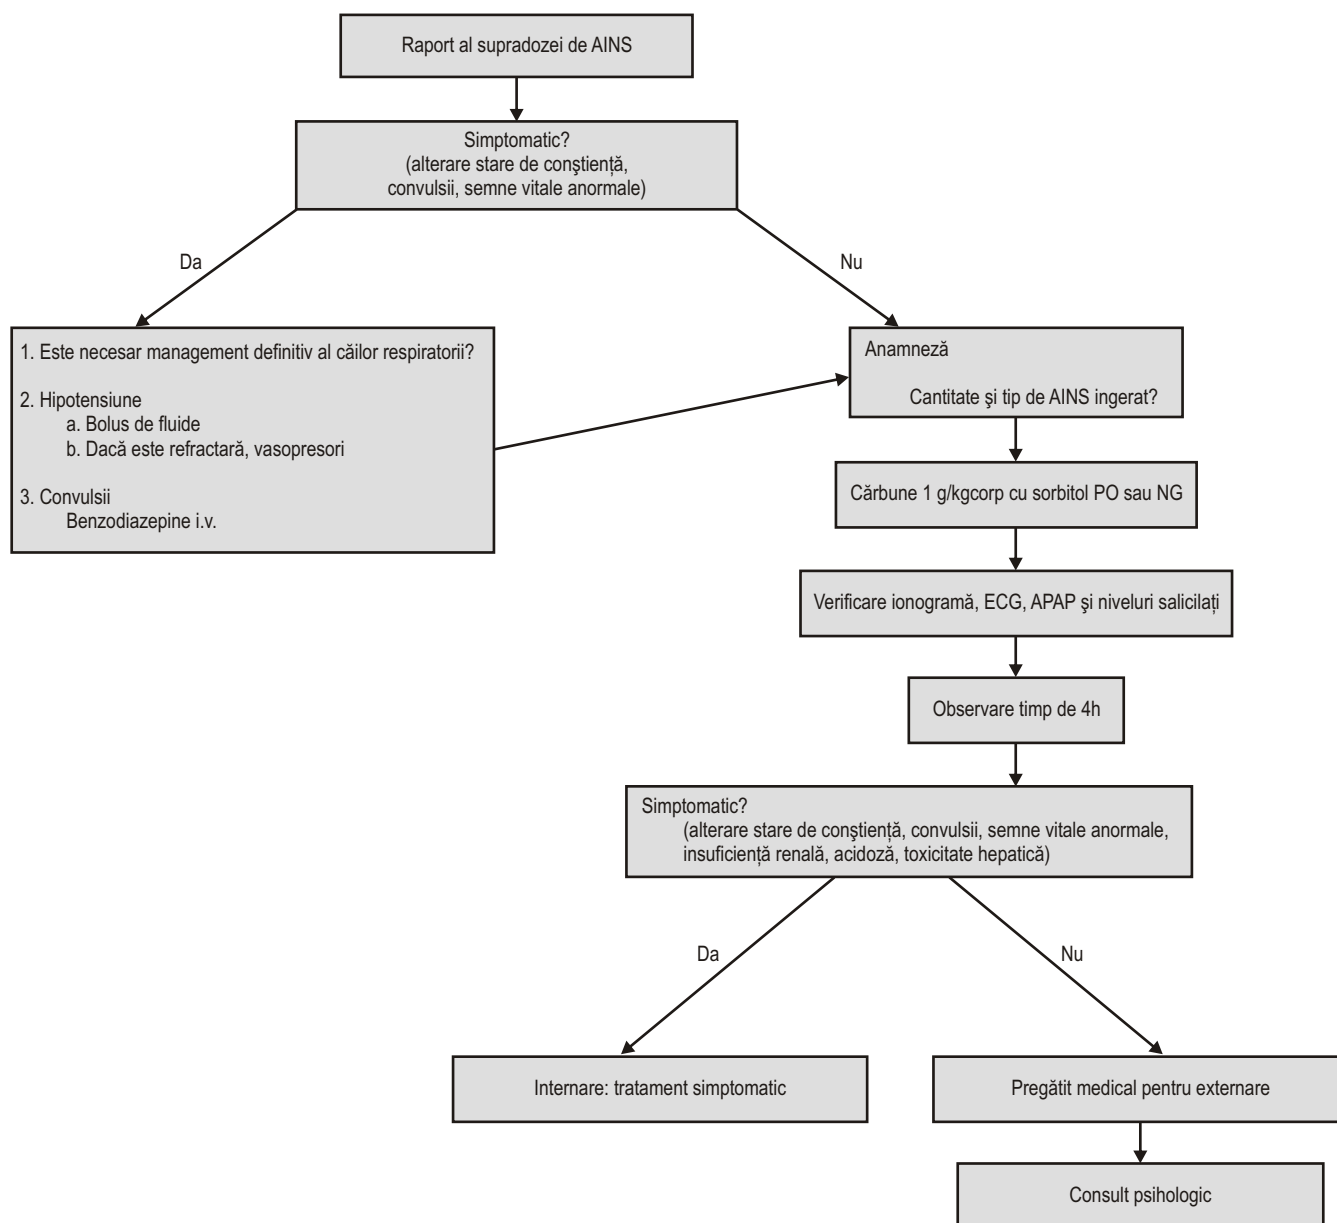 Raport al supradozei de AINS
Simptomatic?
(alterare stare de conştienţă,
convulsii, semne vitale anormale)
Da
Nu
1. Este necesar management definitiv al căilor respiratorii?
2. Hipotensiune
a. Bolus de fluide
b. Dacă este refractară, vasopresori
3. Convulsii
Benzodiazepine i.v.
Anamneză
Cantitate şi tip de AINS ingerat?
Cărbune 1 g/kgcorp cu sorbitol PO sau NG
Verificare ionogramă, ECG, APAP şi niveluri salicilaţi
Observare timp de 4h
Simptomatic?
(alterare stare de conştienţă, convulsii, semne vitale anormale,
insuficienţă renală, acidoză, toxicitate hepatică)
Da
Nu
Internare: tratament simptomatic
Pregătit medical pentru externare
Consult psihologic